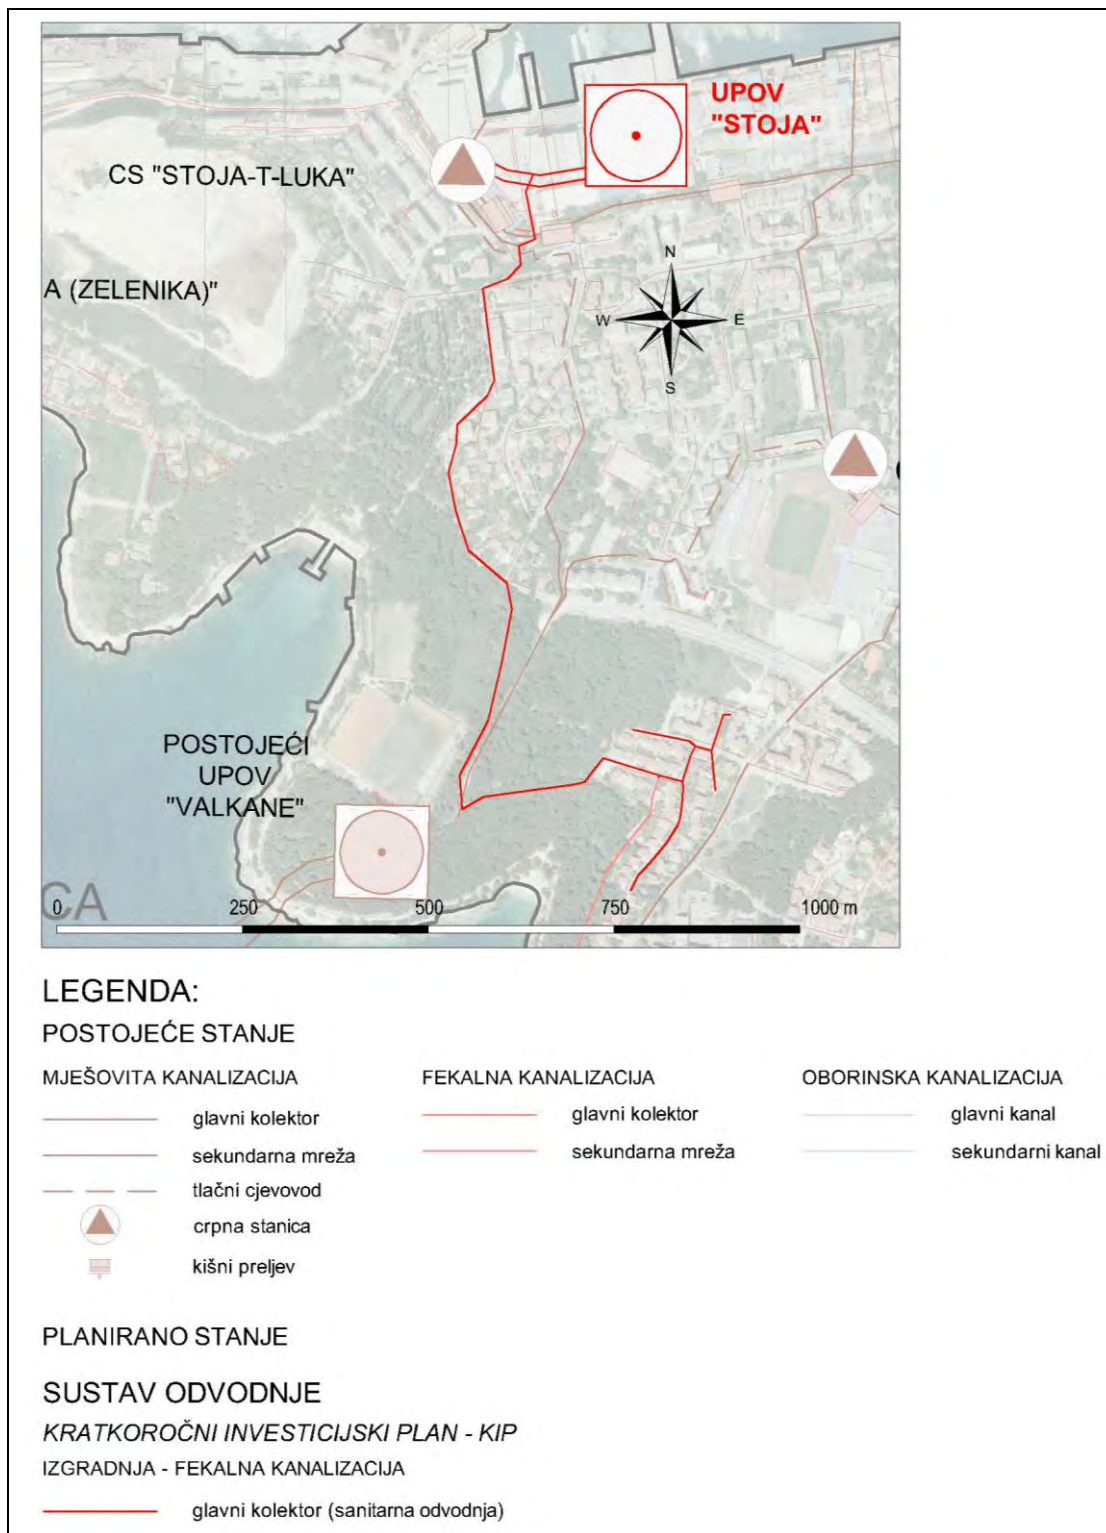 UPOV
"STOJA"
CS "STOJA-T-LUKA"
N
A (ZELENIKA)"
W
E
S
POSTOJEĆI
UPOV
"VALKANE"
CA
0 250 500 750 1000 m
LEGENDA:
POSTOJEĆE STANJE
MJEŠOVITA KANALIZACIJA
glavni kolektor
sekundarna mreža
tlačni cjevovod
crpna stanica
kišni preljev
FEKALNA KANALIZACIJA
glavni kolektor
sekundarna mreža
OBORINSKA KANALIZACIJA
glavni kanal
sekundarni kanal
PLANIRANO STANJE
SUSTAV ODVODNJE
KRATKOROČNI INVESTICIJSKI PLAN - KIP
IZGRADNJA - FEKALNA KANALIZACIJA
glavni kolektor (sanitarna odvodnja)